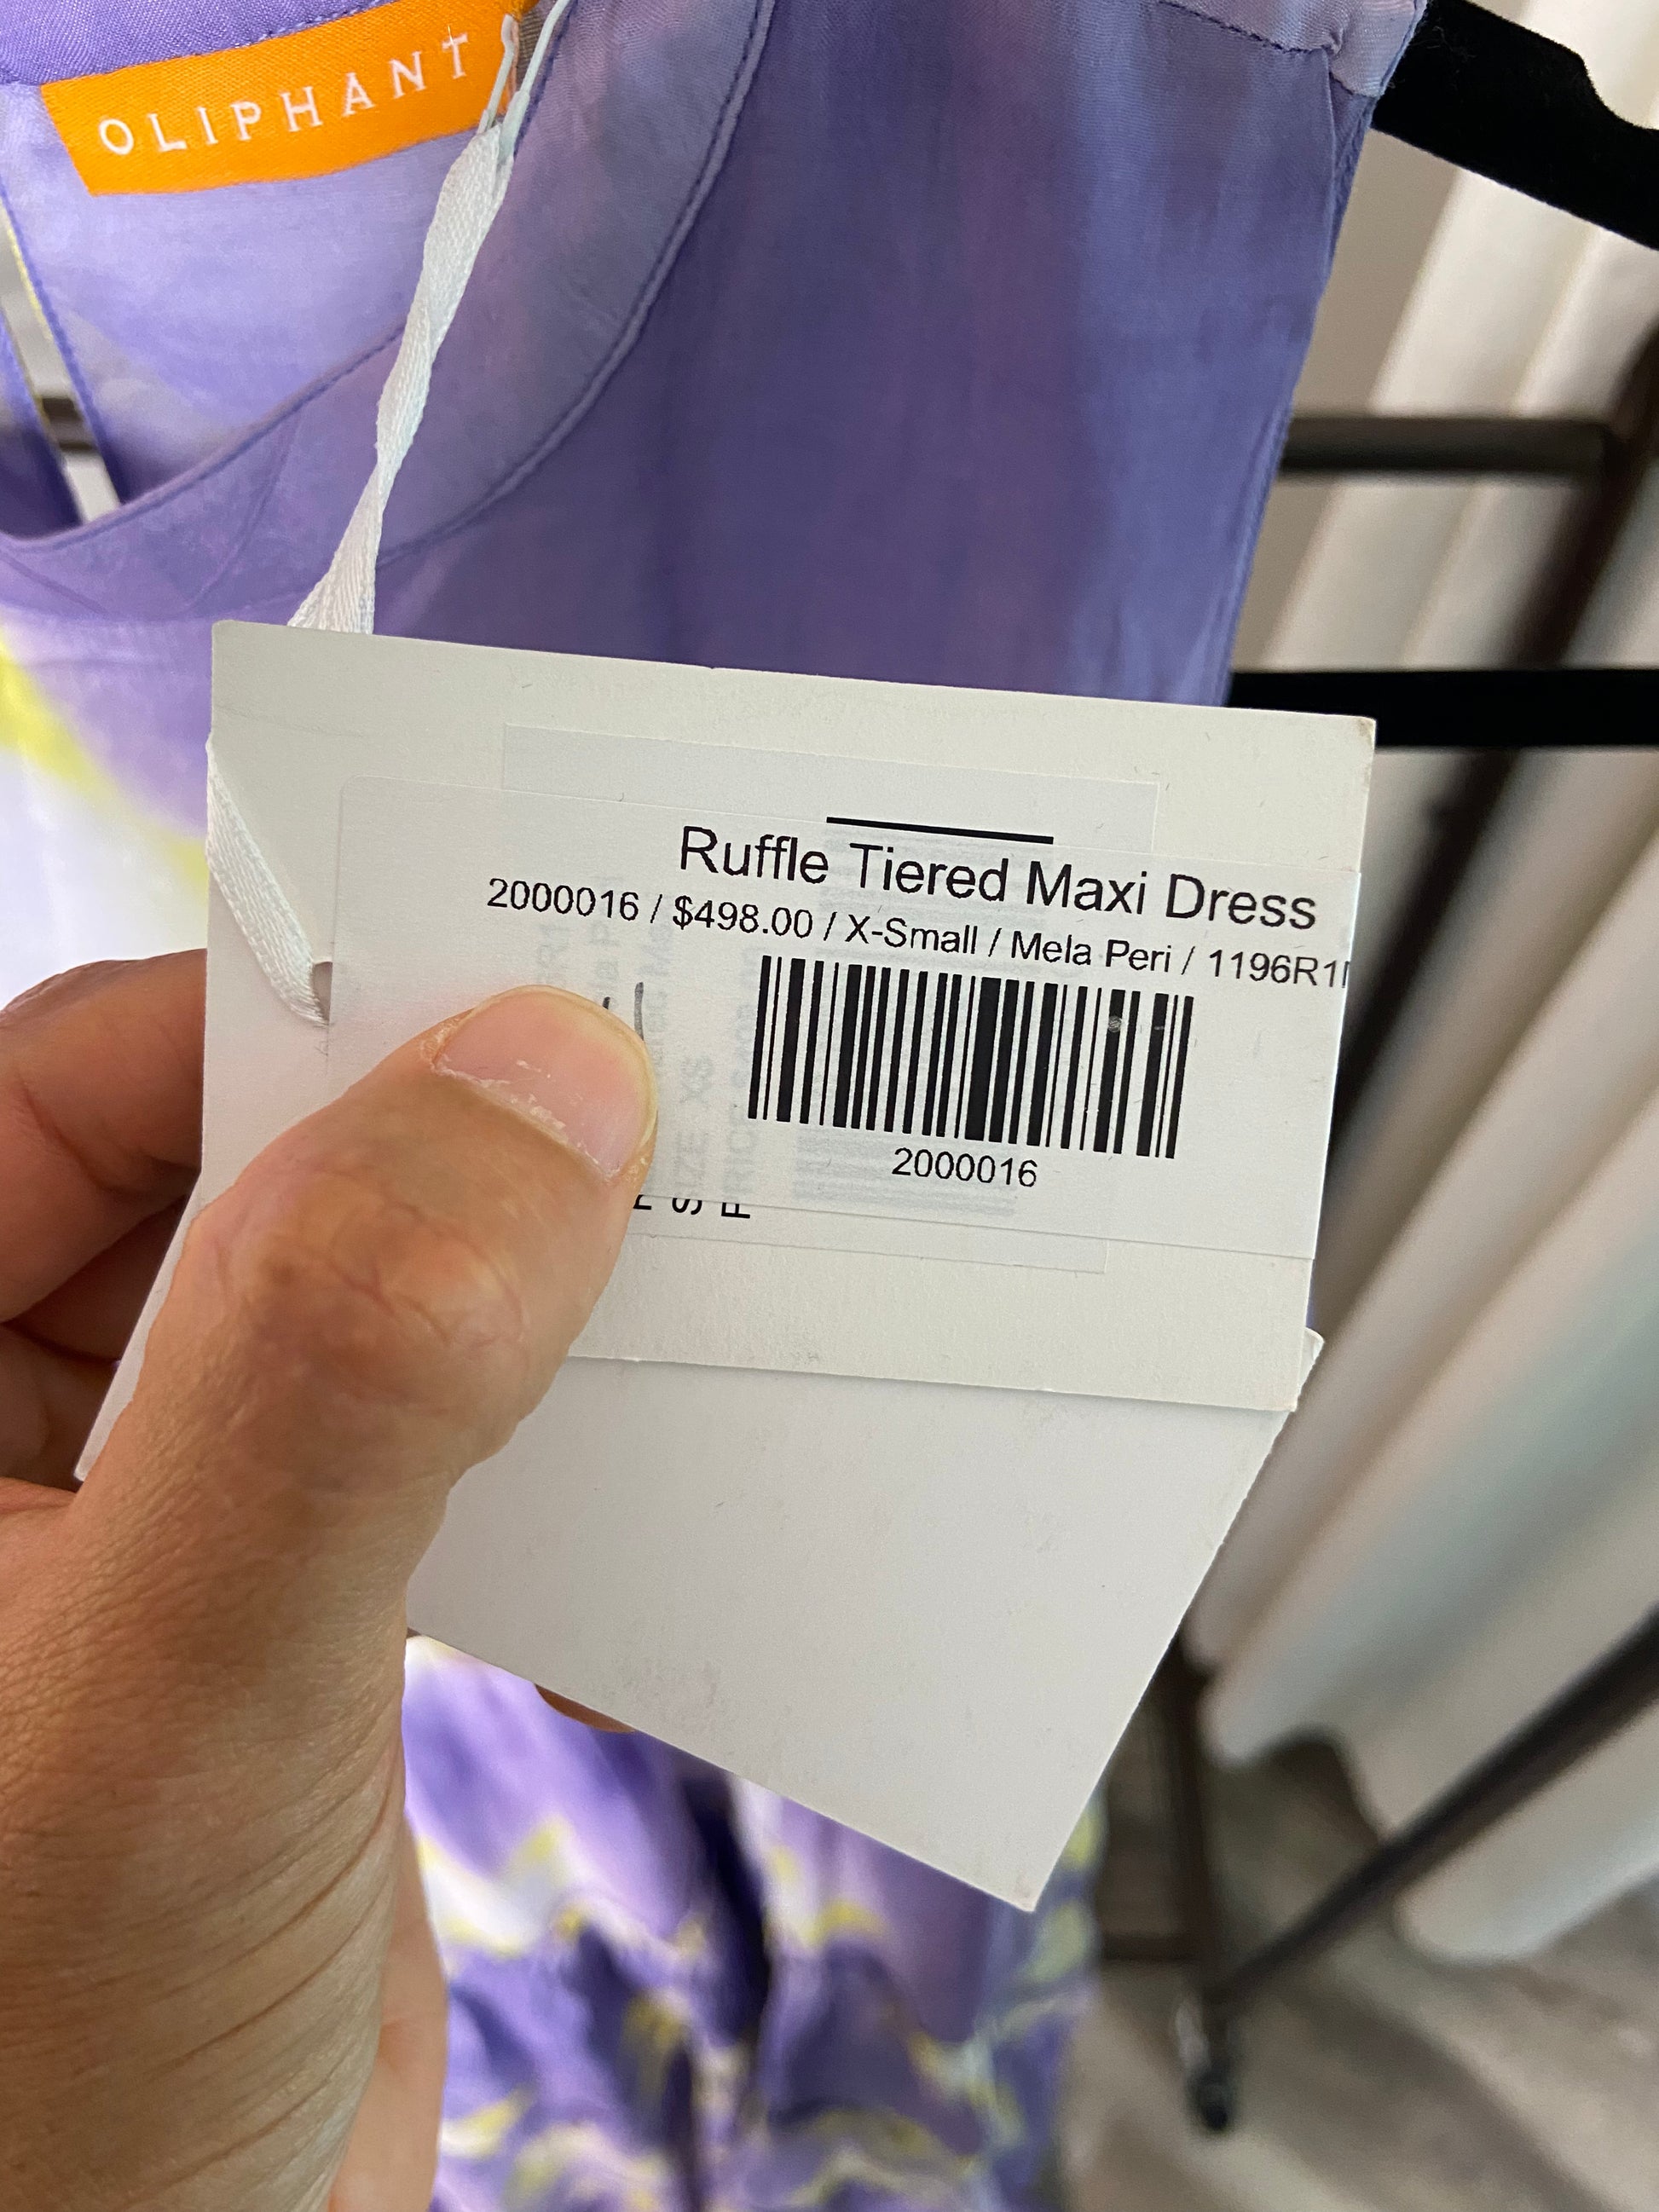 OLIPHANT
Ruffle Tiered Maxi Dress
2000016 / $498.00 / X-Small / Mela Peri / 1196R1
2000016